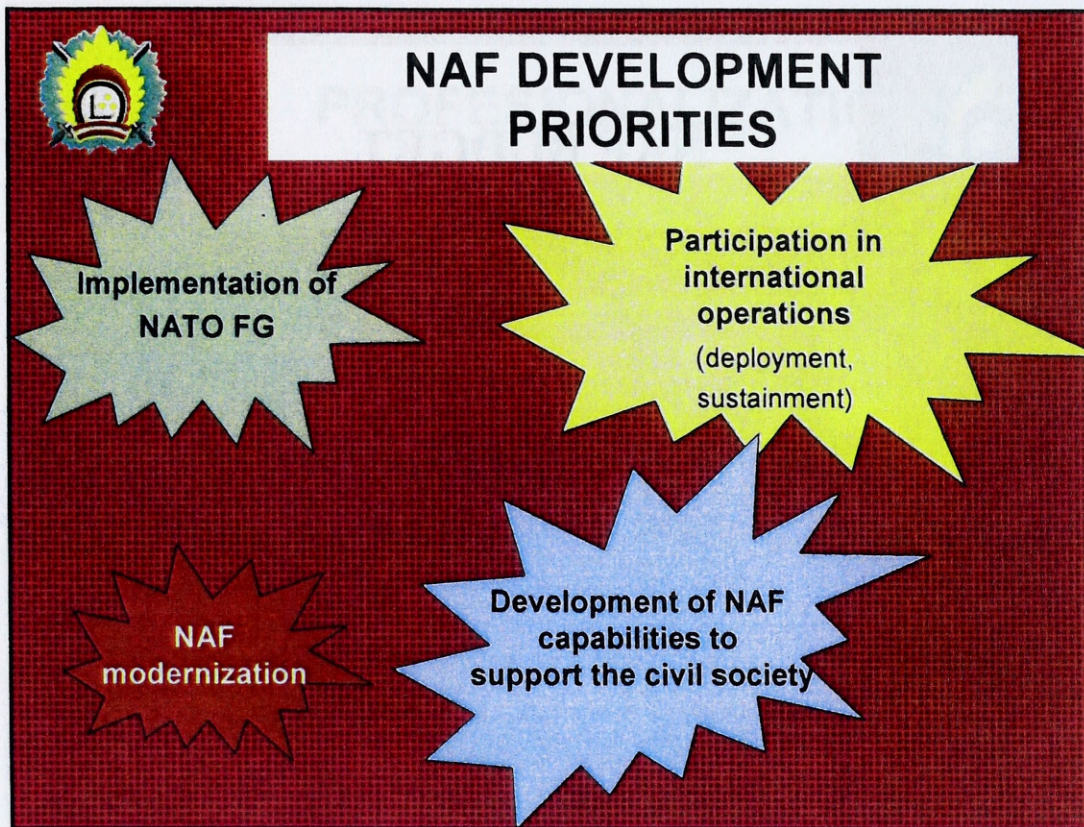 NAF DEVELOPMENT
PRIORITIES
Implementation of
NATO FG
Participation in
international
operations
(deployment,
sustainment)
NAF
modernization
Development of NAF
capabilities to
support the civil society